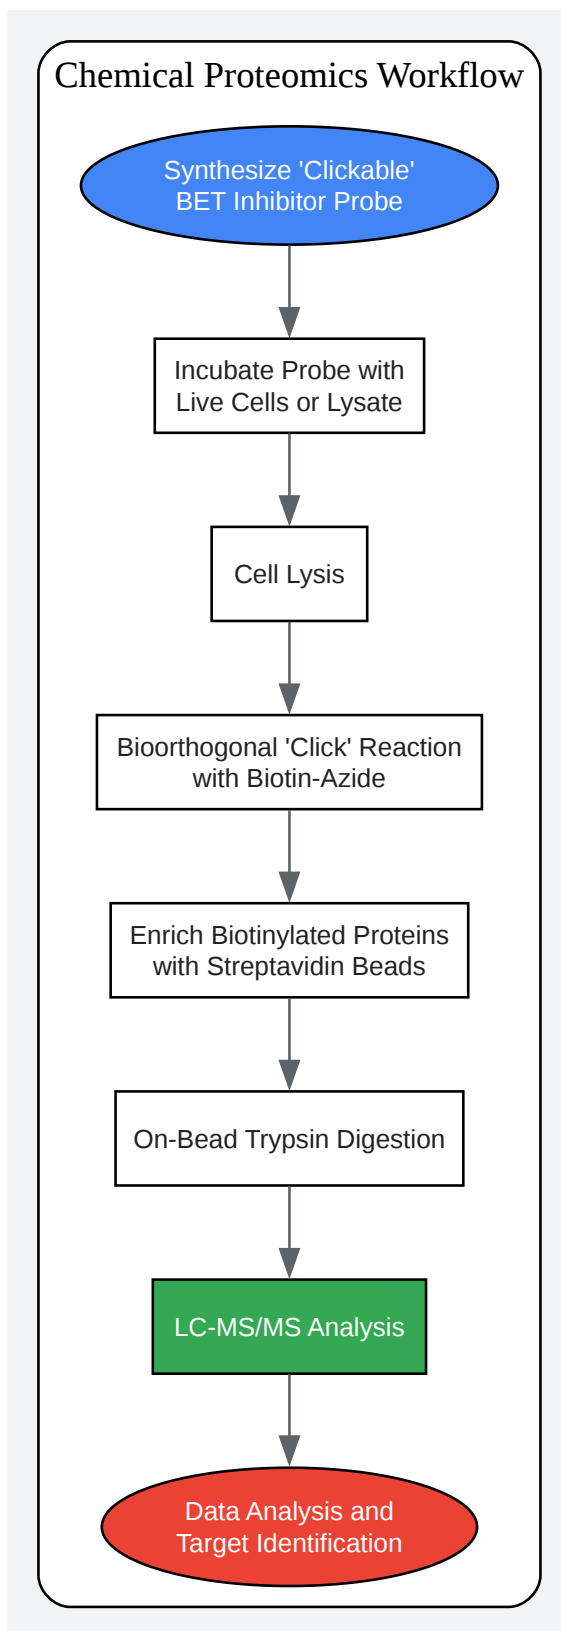 Chemical Proteomics Workflow
Synthesize 'Clickable'
BET Inhibitor Probe
Incubate Probe with
Live Cells or Lysate
Cell Lysis
Bioorthogonal 'Click' Reaction
with Biotin-Azide
Enrich Biotinylated Proteins
with Streptavidin Beads
On-Bead Trypsin Digestion
LC-MS/MS Analysis
Data Analysis and
Target Identification